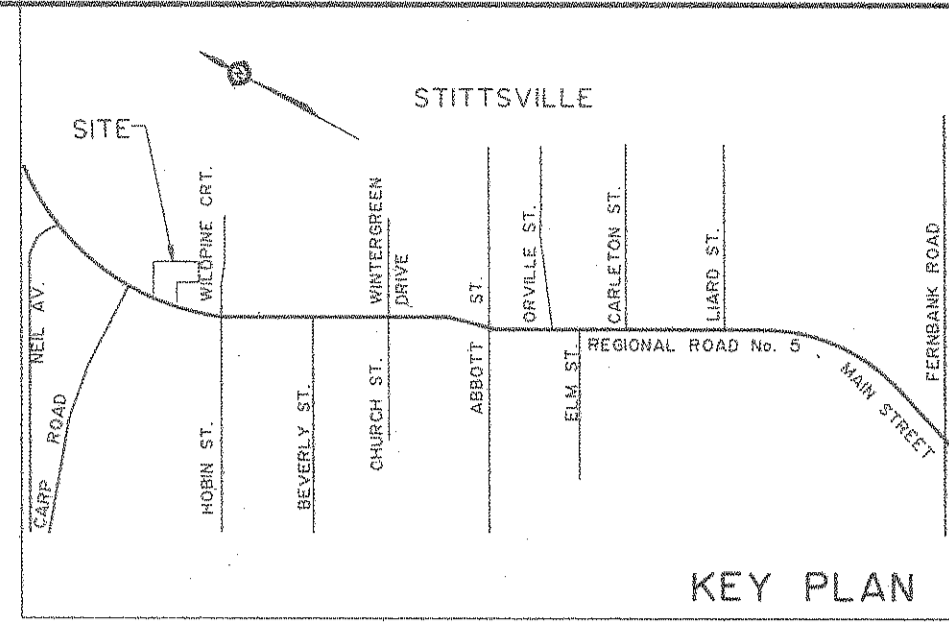 STITTSVILLE
SITE
NEIL AV.
CARP ROAD
WILDPINE CRT.
HOBIN ST.
BEVERLY ST.
WINTERGREEN
DRIVE
CHURCH ST.
ABBOTT ST.
ORVILLE ST.
ELM ST.
CARLETON ST.
LIARD ST.
REGIONAL ROAD No. 5
MAIN STREET
FERNBANK ROAD
KEY PLAN